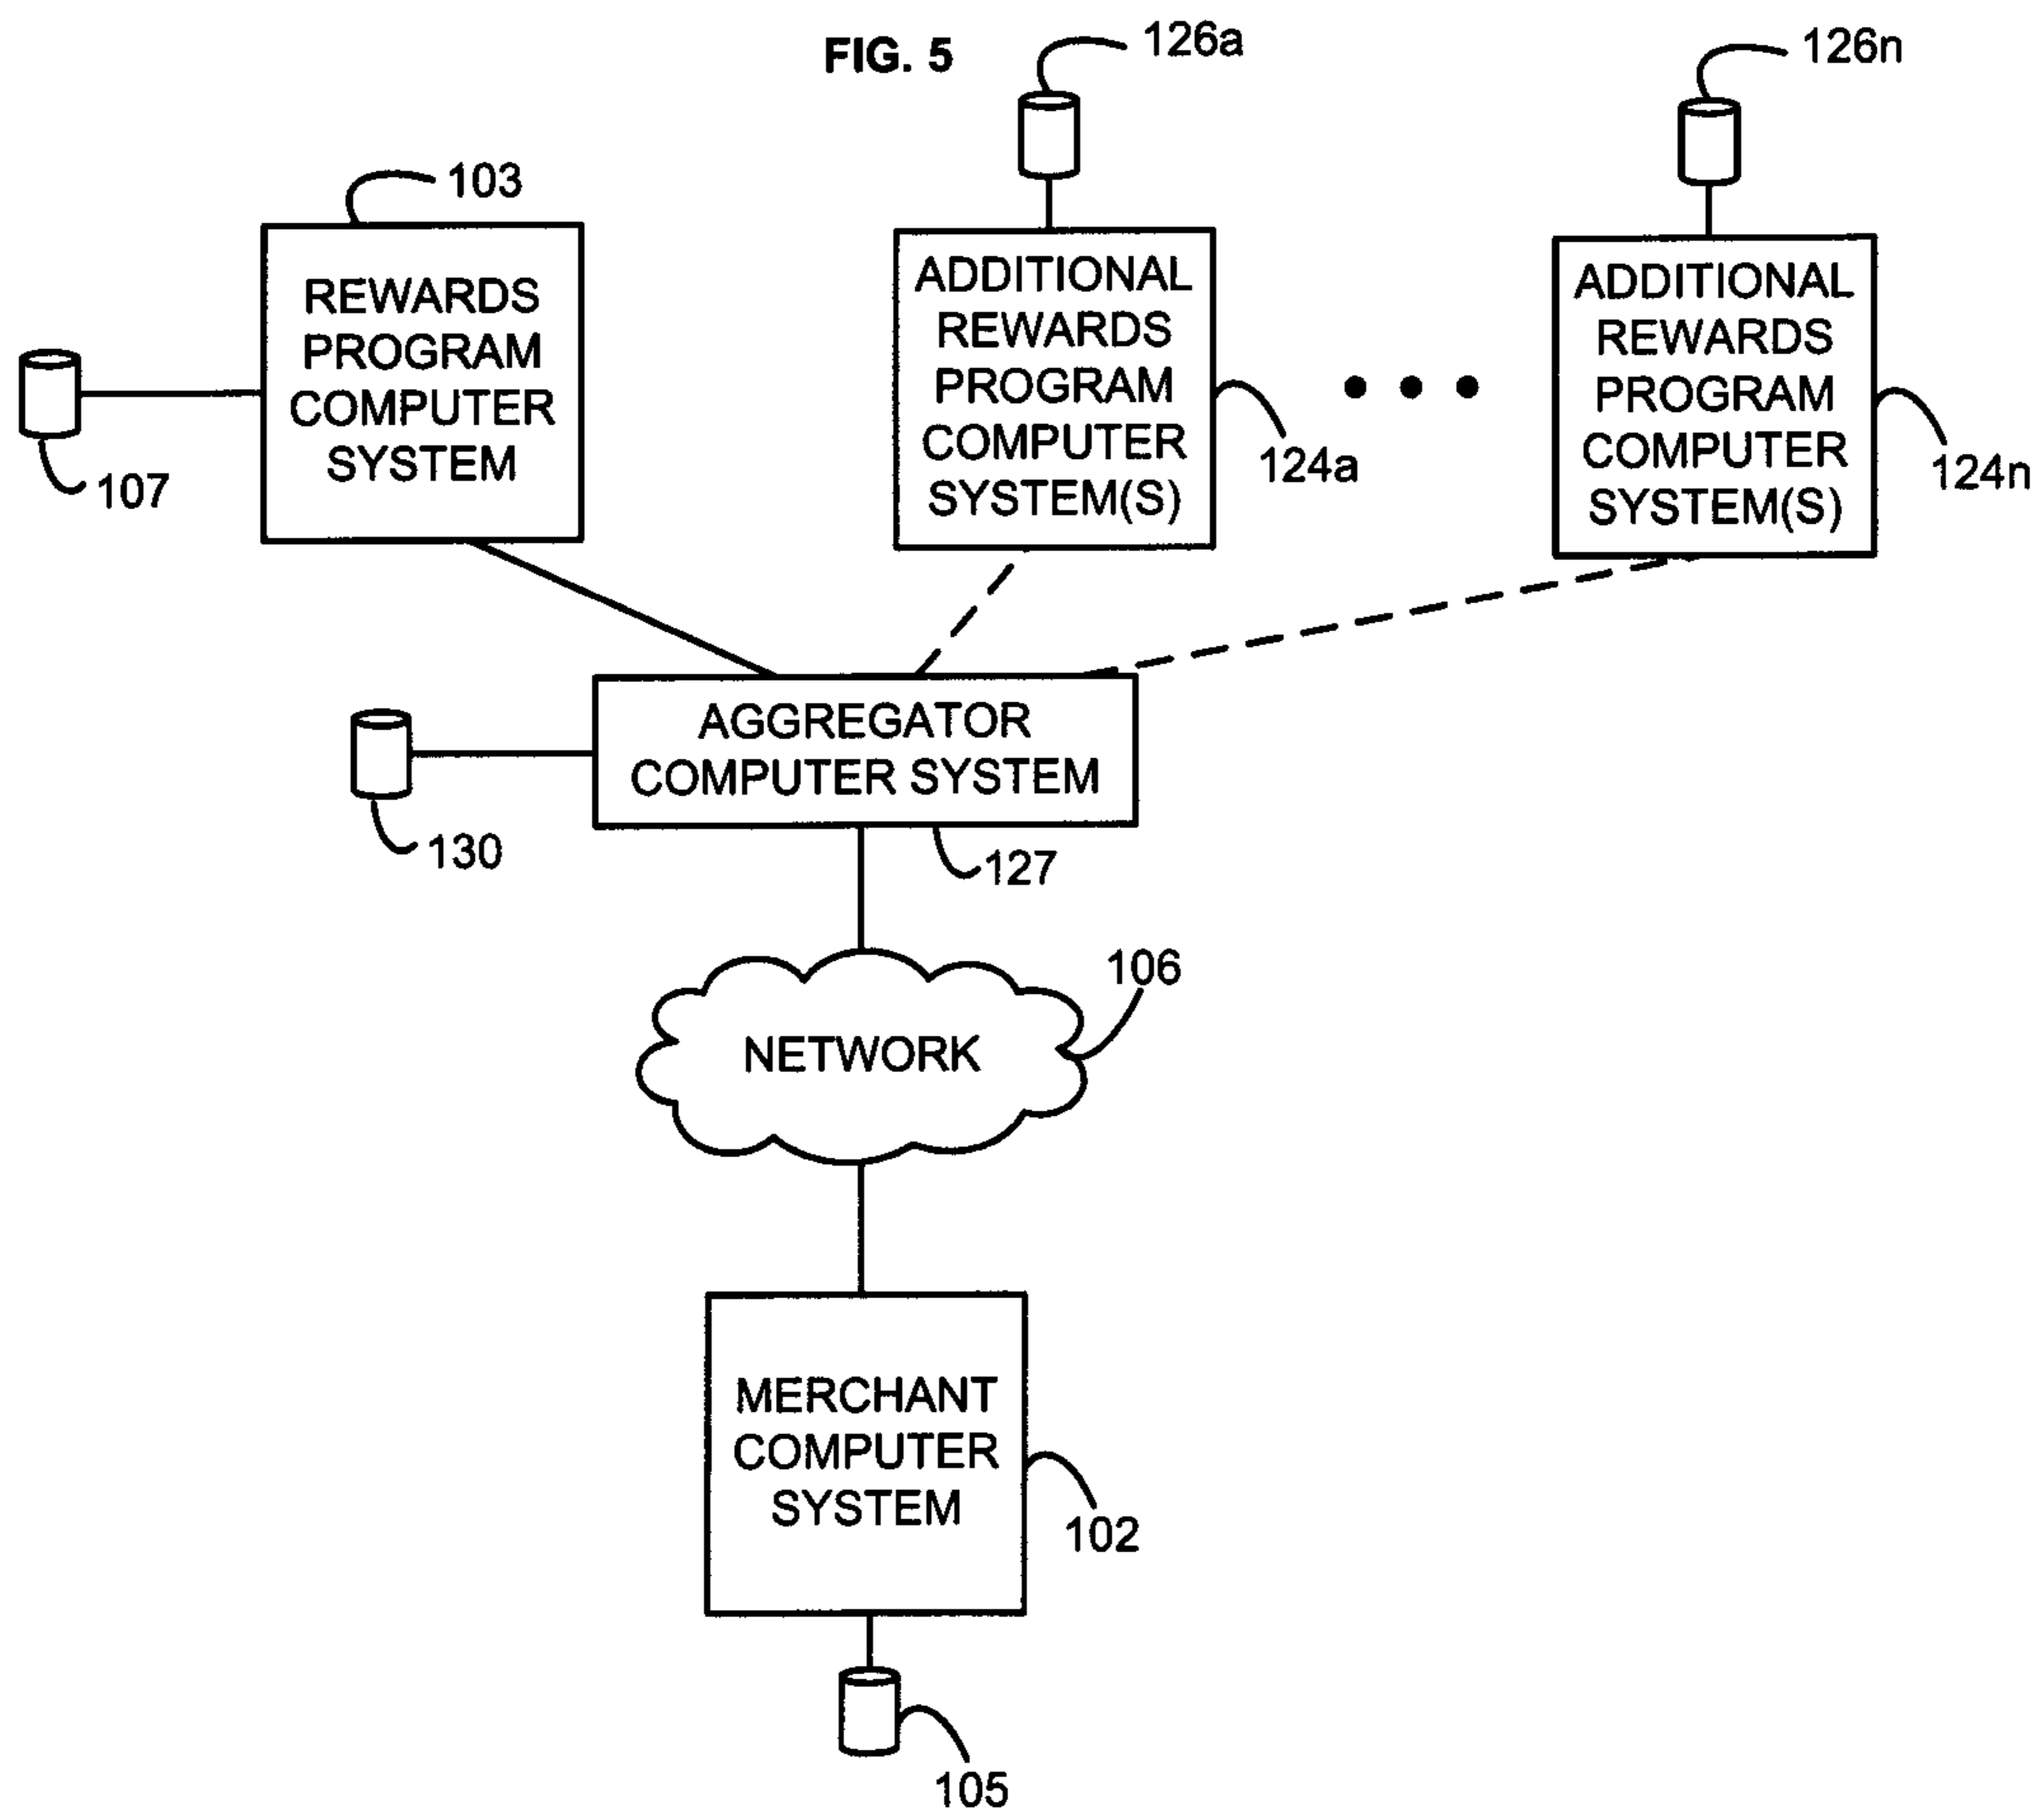 FIG. 5
126a
126n
103
REWARDS
PROGRAM
COMPUTER
SYSTEM
107
ADDITIONAL
REWARDS
PROGRAM
COMPUTER
SYSTEM(S)
124a
ADDITIONAL
REWARDS
PROGRAM
COMPUTER
SYSTEM(S)
124n
AGGREGATOR
COMPUTER SYSTEM
130
127
106
NETWORK
MERCHANT
COMPUTER
SYSTEM
102
105